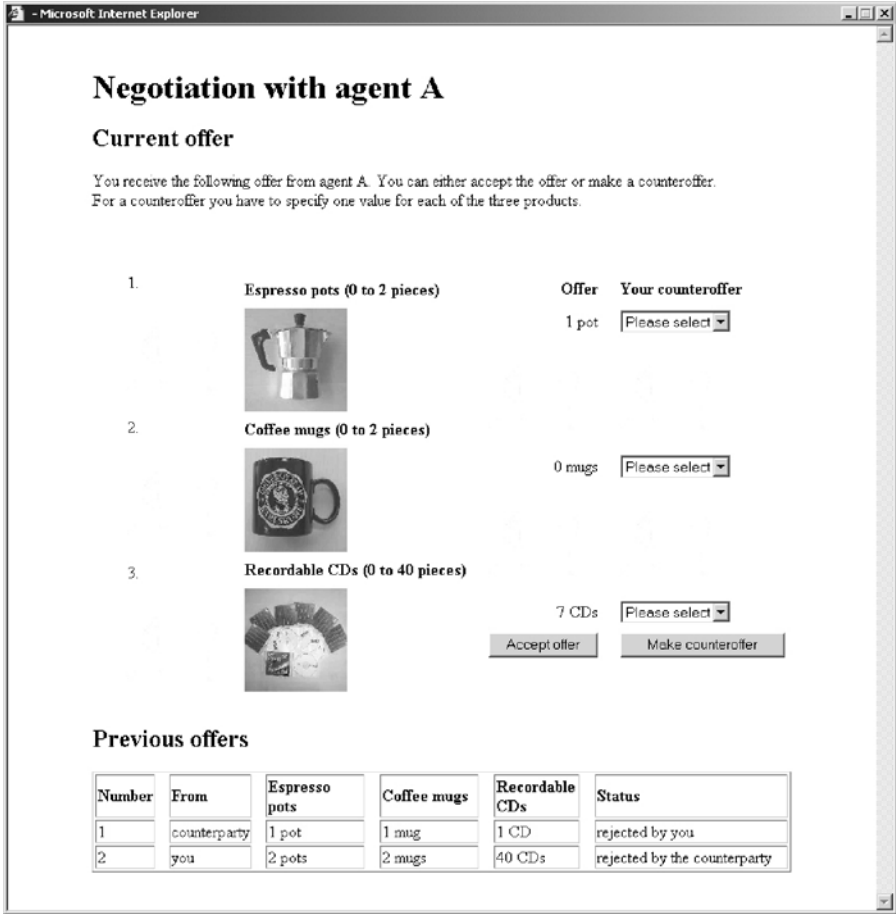 - Microsoft Internet Explorer
Negotiation with agent A
Current offer
You receive the following offer from agent A. You can either accept the offer or make a counteroffer.
For a counteroffer you have to specify one value for each of the three products.
1. Espresso pots (0 to 2 pieces) Offer Your counteroffer
1 pot Please select
2. Coffee mugs (0 to 2 pieces)
0 mugs Please select
3. Recordable CDs (0 to 40 pieces)
7 CDs Please select
Accept offer Make counteroffer
Previous offers
Number From Espresso pots Coffee mugs Recordable CDs Status
1 counterparty 1 pot 1 mug 1 CD rejected by you
2 you 2 pots 2 mugs 40 CDs rejected by the counterparty